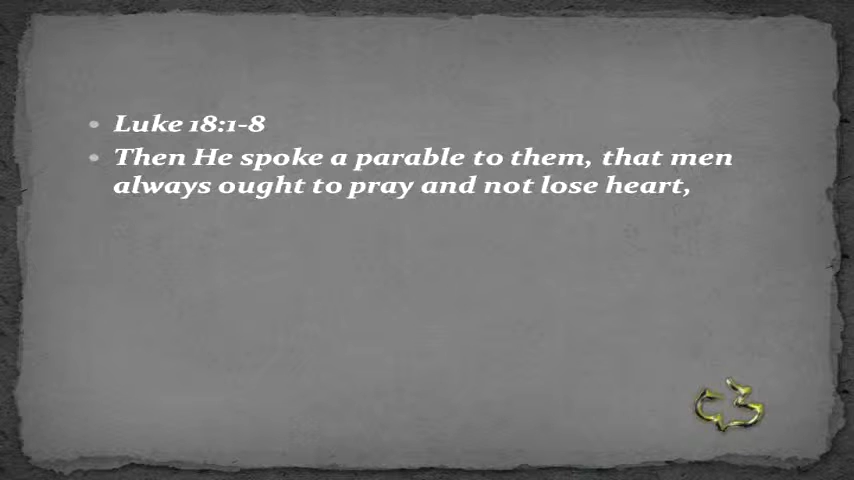 • Luke 18:1-8
• Then He spoke a parable to them, that men
always ought to pray and not lose heart,
C3